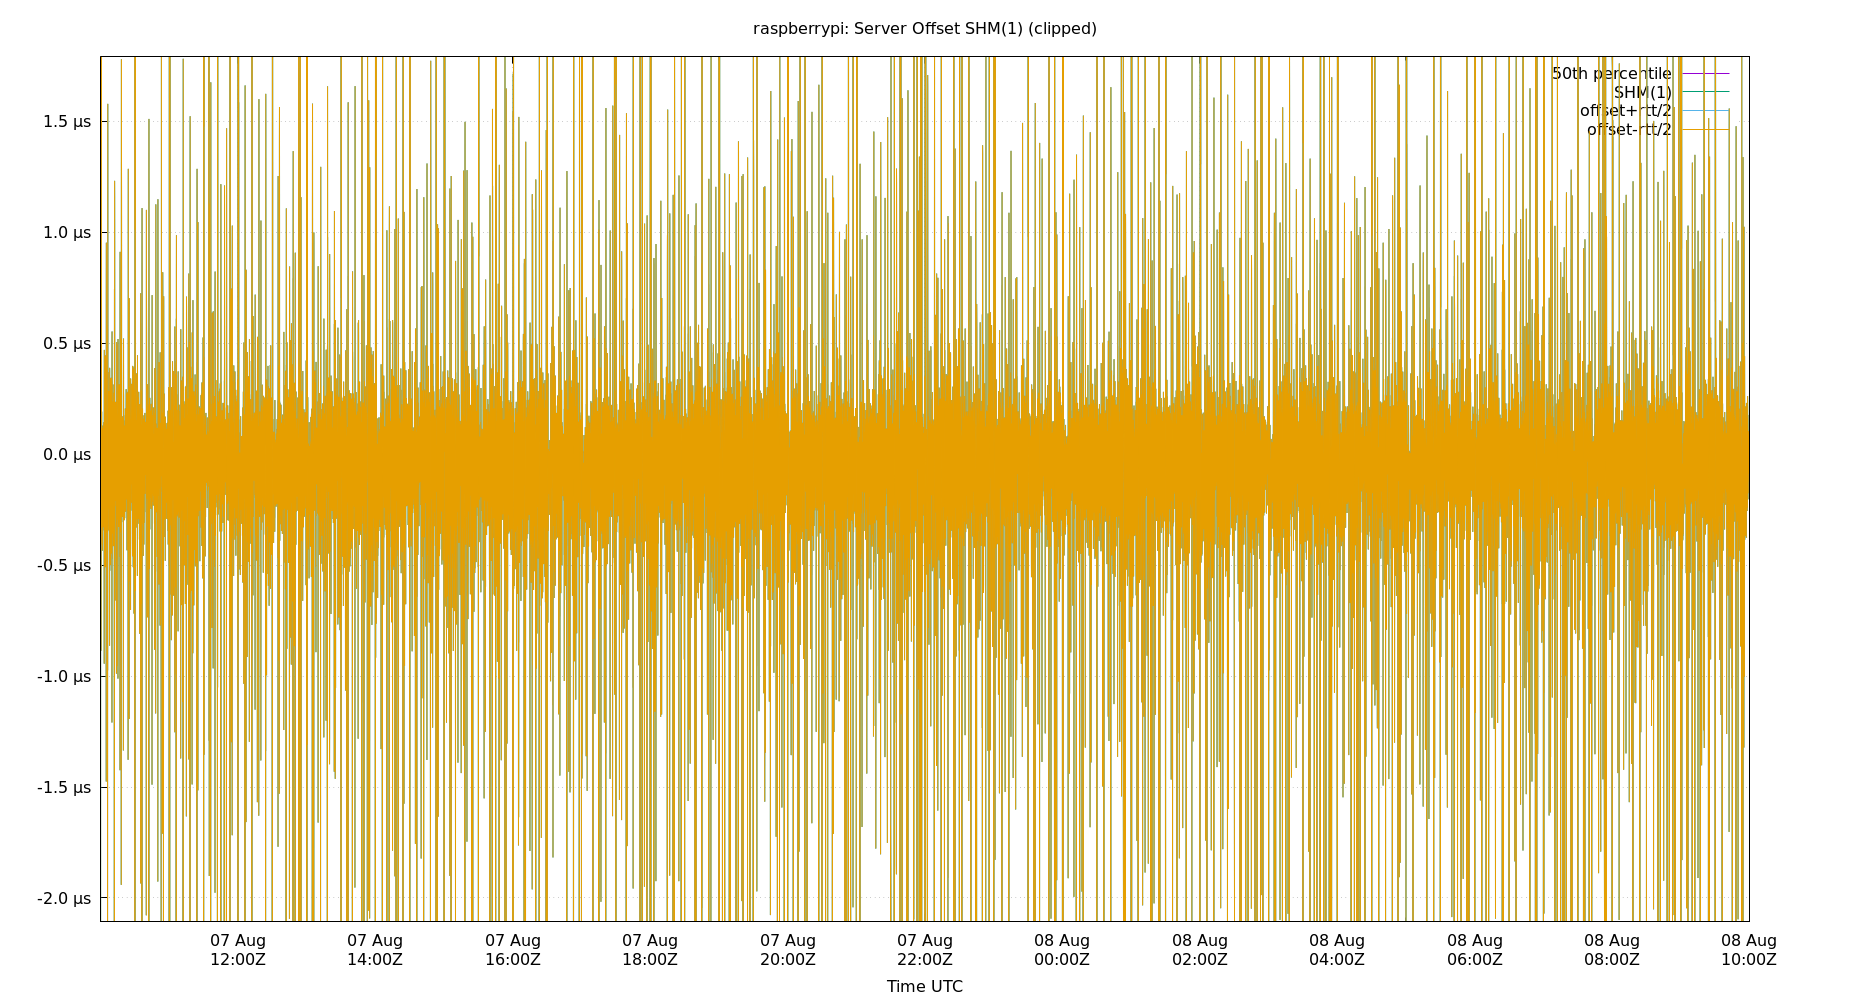 raspberrypi: Server Offset SHM(1) (clipped)
50th percentile
SHM(1)
offset+rtt/2
offset-rtt/2
1.5 µs
1.0 µs
0.5 µs
0.0 µs
-0.5 µs
-1.0 µs
-1.5 µs
-2.0 µs
07 Aug 07 Aug 07 Aug 07 Aug 07 Aug 07 Aug 08 Aug 08 Aug 08 Aug 08 Aug 08 Aug 08 Aug
12:00Z 14:00Z 16:00Z 18:00Z 20:00Z 22:00Z 00:00Z 02:00Z 04:00Z 06:00Z 08:00Z 10:00Z
Time UTC